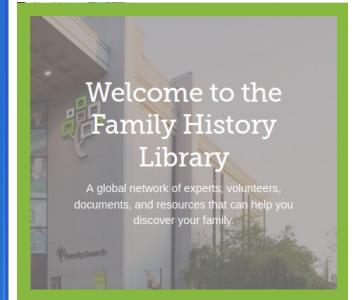 Welcome to the
Family History
Library
A global network of experts, volunteers,
documents, and resources that can help you
discover your family.
FamilySearch